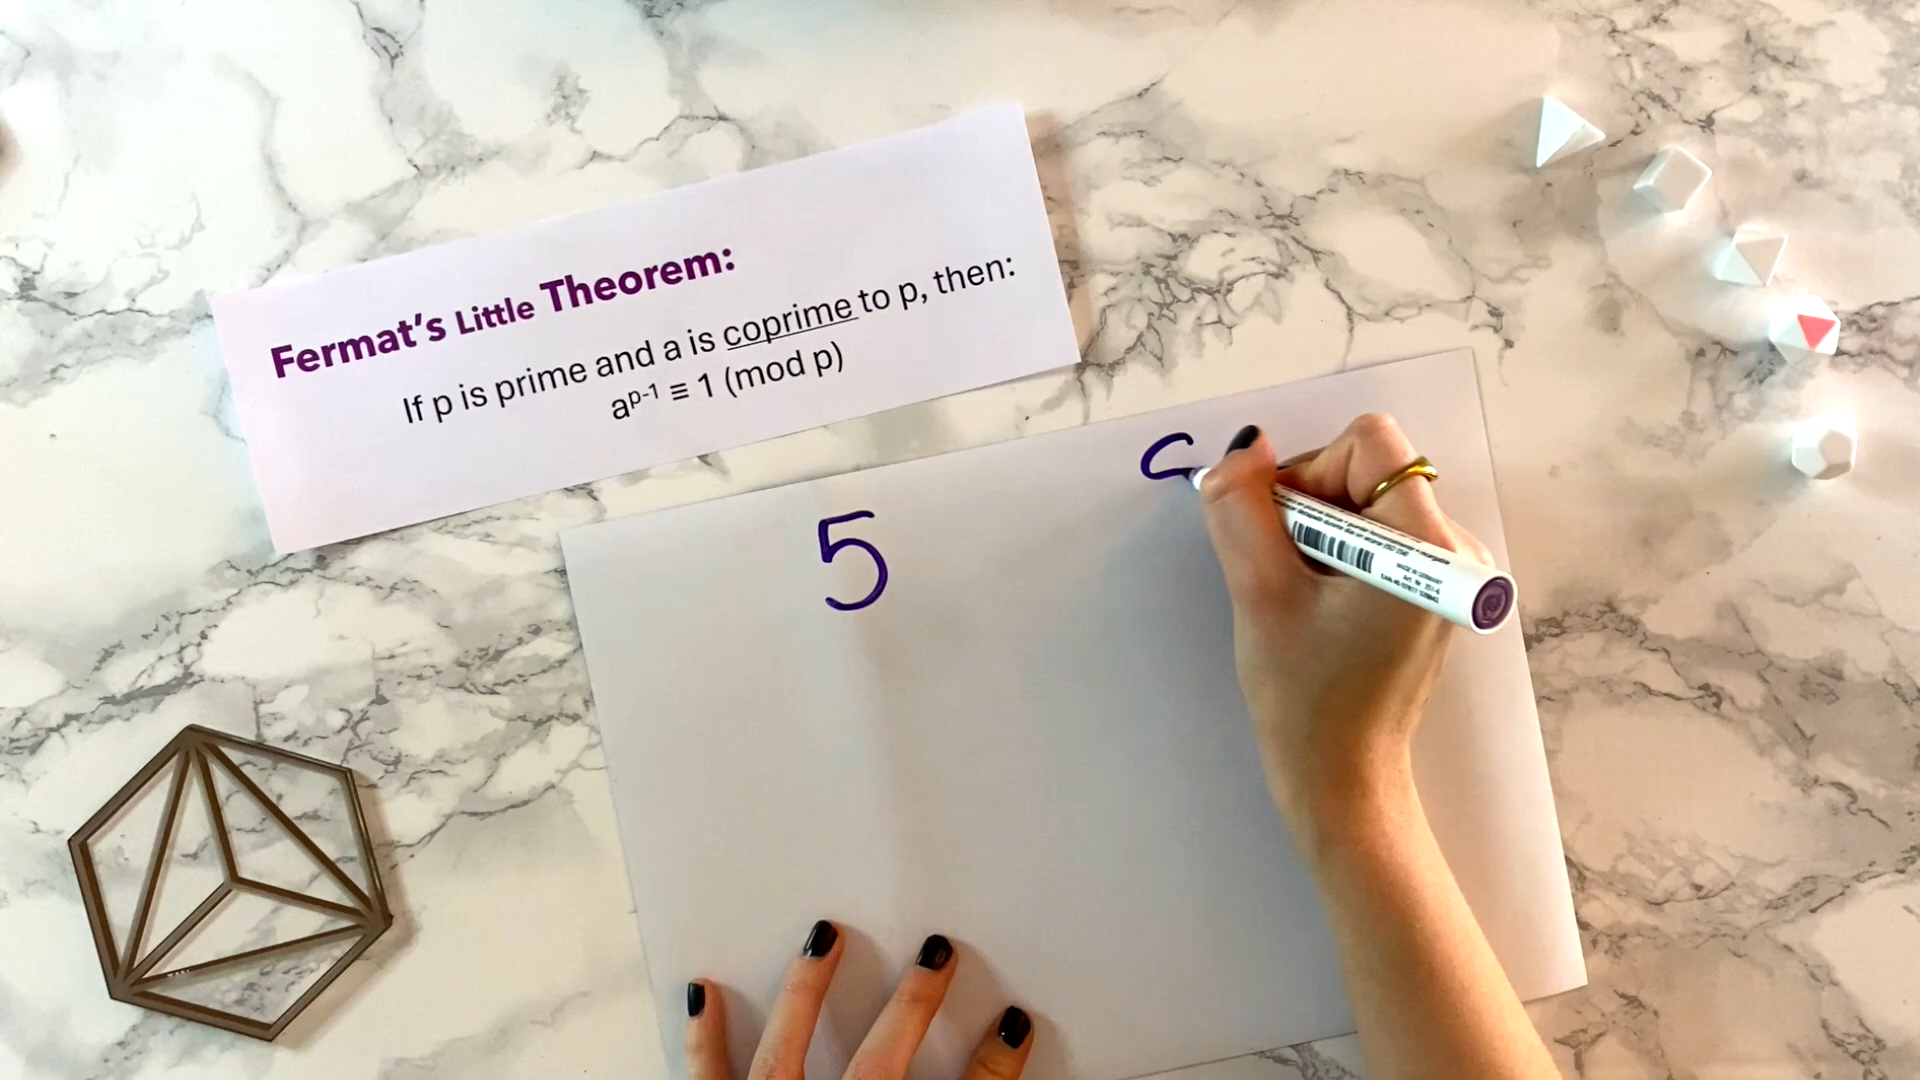 Fermat's Little Theorem:
If p is prime and a is coprime to p, then:
a^p-1 ≡ 1 (mod p)
5